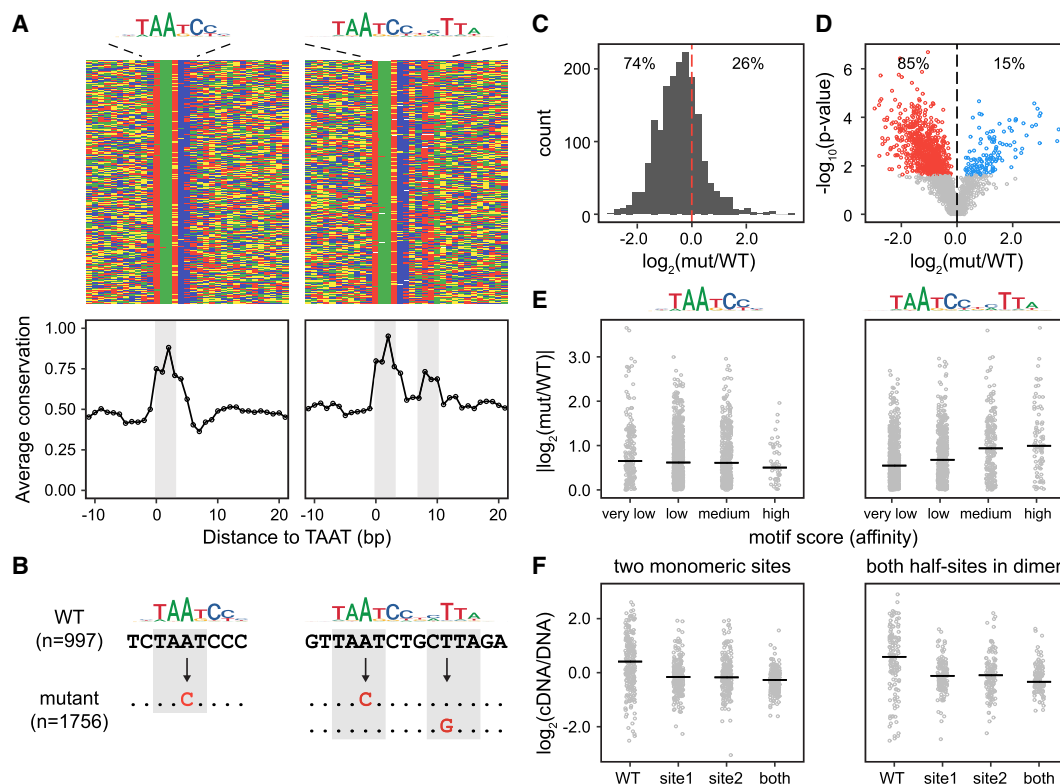 A
TAATCC
TAATCC TTA
Average conservation
1.00
0.75
0.50
0.25
0.00
-10 0 10 20
-10 0 10 20
Distance to TAAT (bp)
B
TAATCC
TAATCC TTA
WT
(n=997)
TCTAATCCC
GTTAATCTGCTTAGA
mutant
(n=1756)
. . . . C . . . .
. . . . C . . . . . . . . . .
. . . . . . . . . . G . . . .
C
74%
26%
count
200
100
0
-2.0 0.0 2.0
log2(mut/WT)
D
85%
15%
-log10(p-value)
6
4
2
0
-2.0 0.0 2.0
log2(mut/WT)
E
TAATCC
TAATCC TTA
|log2(mut/WT)|
3.0
2.0
1.0
0.0
very low low medium high
very low low medium high
motif score (affinity)
F
two monomeric sites
both half-sites in dimer
log2(cDNA/DNA)
2.0
0.0
-2.0
WT site1 site2 both
WT site1 site2 both